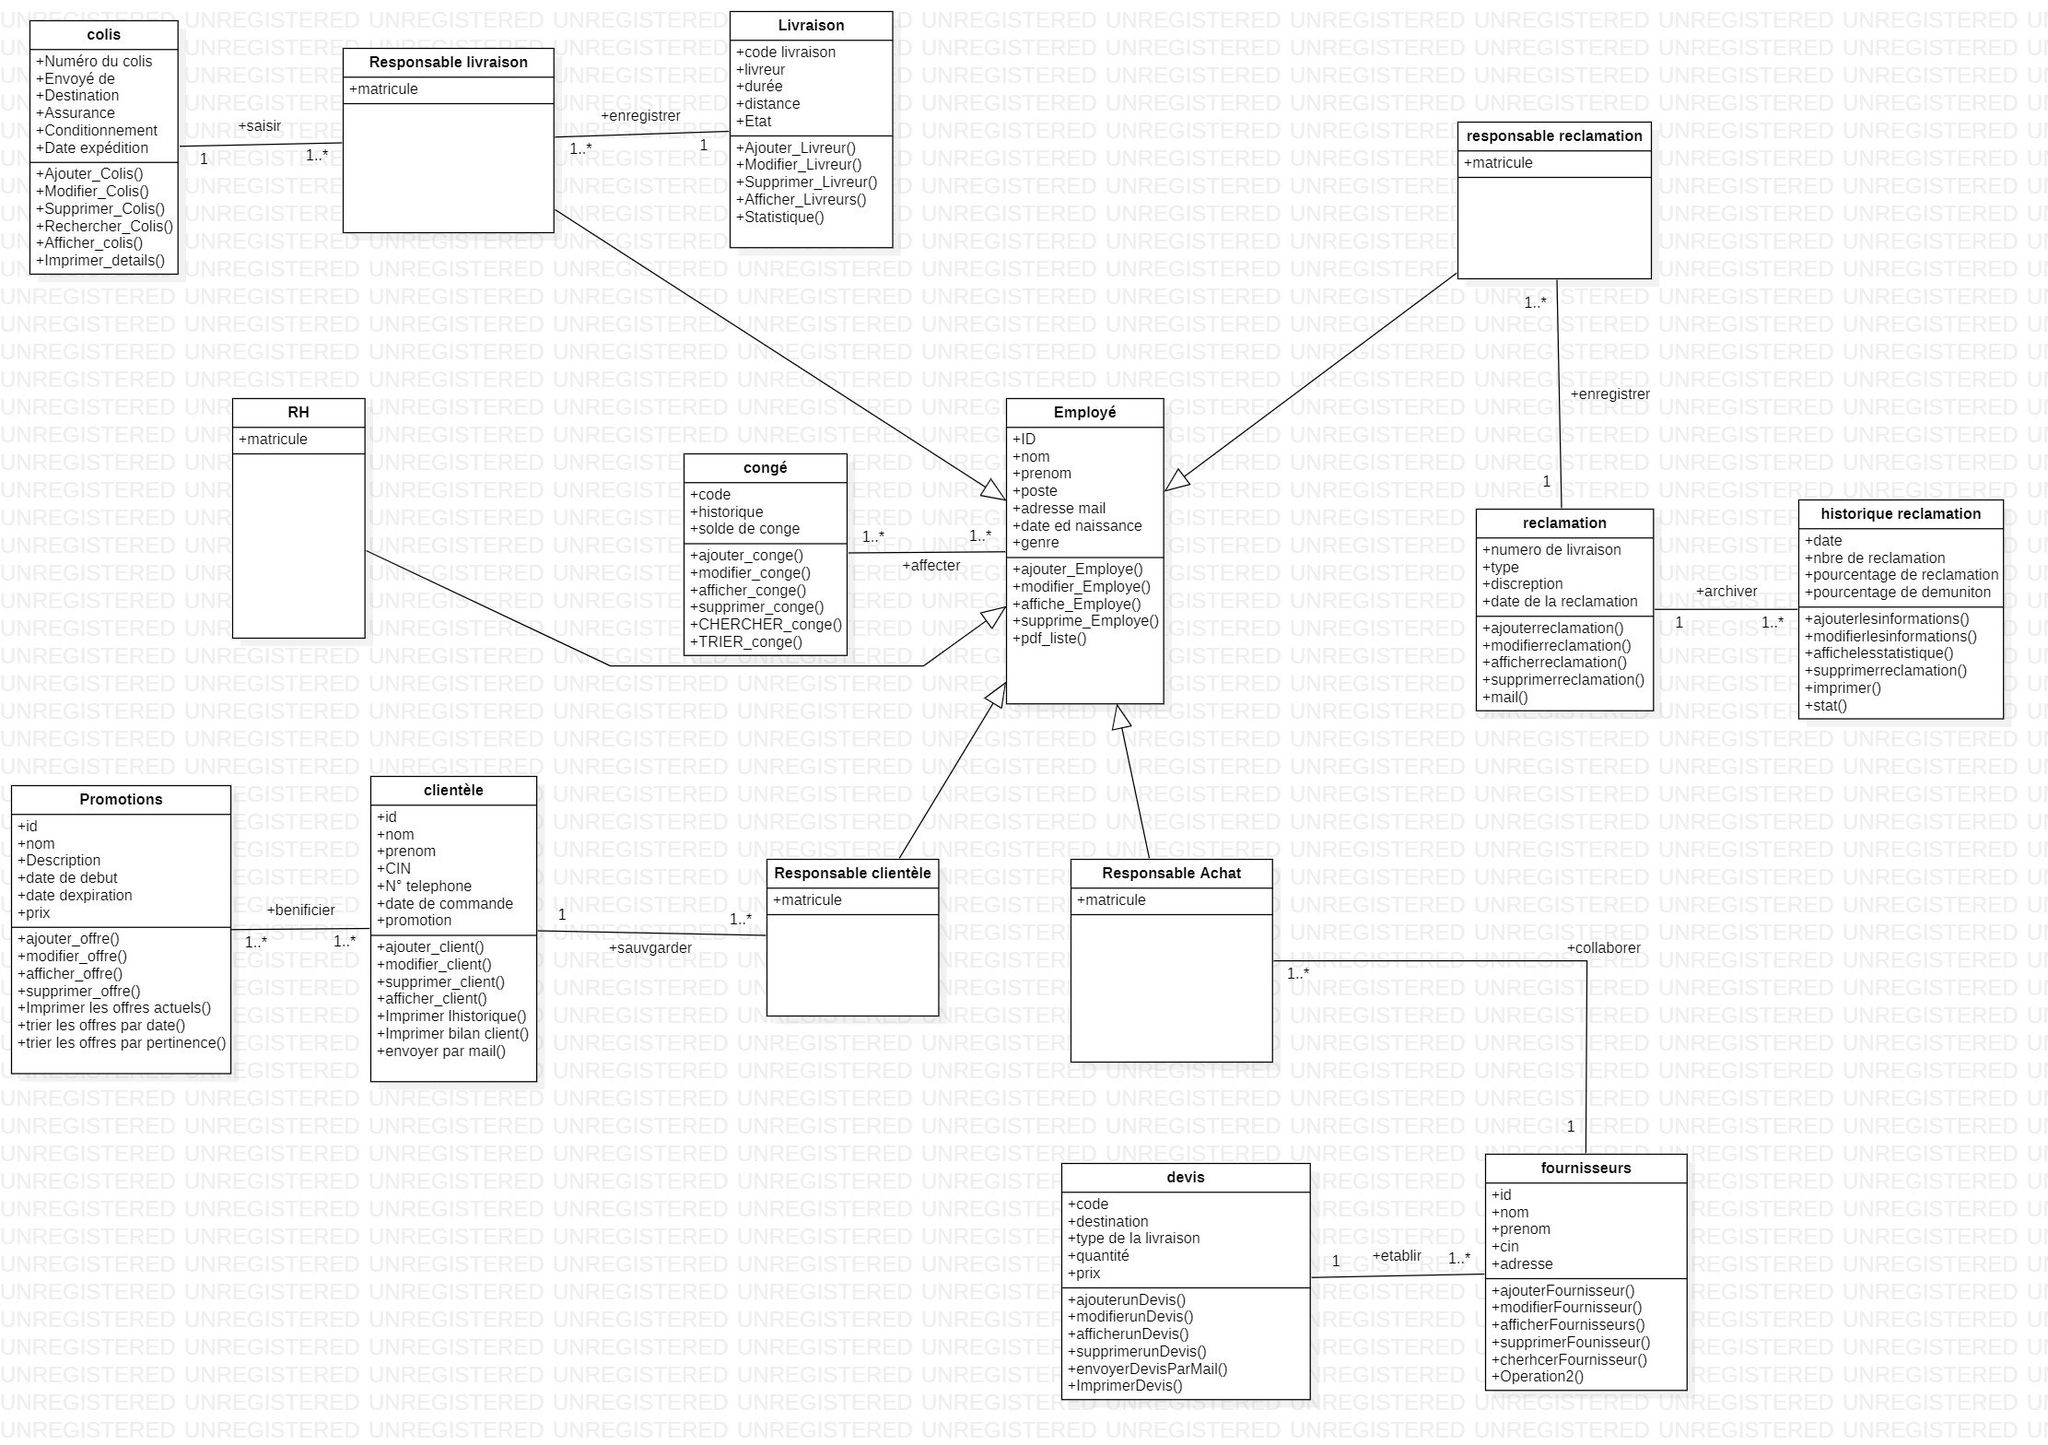 colis
+Numéro du colis
+Envoyé de
+Destination
+Assurance
+Conditionnement
+Date expédition
+Ajouter_Colis()
+Modifier_Colis()
+Supprimer_Colis()
+Rechercher_Colis()
+Afficher_colis()
+Imprimer_details()
+saisir
1
1..*
Responsable livraison
+matricule
+enregistrer
1..*
1
Livraison
+code livraison
+livreur
+durée
+distance
+Etat
+Ajouter_Livreur()
+Modifier_Livreur()
+Supprimer_Livreur()
+Afficher_Livreurs()
+Statistique()
responsable reclamation
+matricule
1..*
+enregistrer
1
RH
+matricule
congé
+code
+historique
+solde de conge
+ajouter_conge()
+modifier_conge()
+afficher_conge()
+supprimer_conge()
+CHERCHER_conge()
+TRIER_conge()
1..*
1..*
+affecter
Employé
+ID
+nom
+prenom
+poste
+adresse mail
+date ed naissance
+genre
+ajouter_Employe()
+modifier_Employe()
+affiche_Employe()
+supprime_Employe()
+pdf_liste()
reclamation
+numero de livraison
+type
+discreption
+date de la reclamation
+ajouterreclamation()
+modifierreclamation()
+afficherreclamation()
+supprimerreclamation()
+mail()
+archiver
1
1..*
historique reclamation
+date
+nbre de reclamation
+pourcentage de reclamation
+pourcentage de demuniton
+ajouterlesinformations()
+modifierlesinformations()
+affichelesstatistique()
+supprimerreclamation()
+imprimer()
+stat()
Promotions
+id
+nom
+Description
+date de debut
+date dexpiration
+prix
+ajouter_offre()
+modifier_offre()
+afficher_offre()
+supprimer_offre()
+Imprimer les offres actuels()
+trier les offres par date()
+trier les offres par pertinence()
+benificier
1..*
1..*
clientèle
+id
+nom
+prenom
+CIN
+N° telephone
+date de commande
+promotion
+ajouter_client()
+modifier_client()
+supprimer_client()
+afficher_client()
+Imprimer lhistorique()
+Imprimer bilan client()
+envoyer par mail()
1
1..*
+sauvgarder
Responsable clientèle
+matricule
Responsable Achat
+matricule
+collaborer
1..*
1
devis
+code
+destination
+type de la livraison
+quantité
+prix
+ajouterunDevis()
+modifierunDevis()
+afficherunDevis()
+supprimerunDevis()
+envoyerDevisParMail()
+ImprimerDevis()
1
+etablir
1..*
fournisseurs
+id
+nom
+prenom
+cin
+adresse
+ajouterFournisseur()
+modifierFournisseur()
+afficherFournisseurs()
+supprimerFounisseur()
+cherhcerFournisseur()
+Operation2()
UNREGISTERED